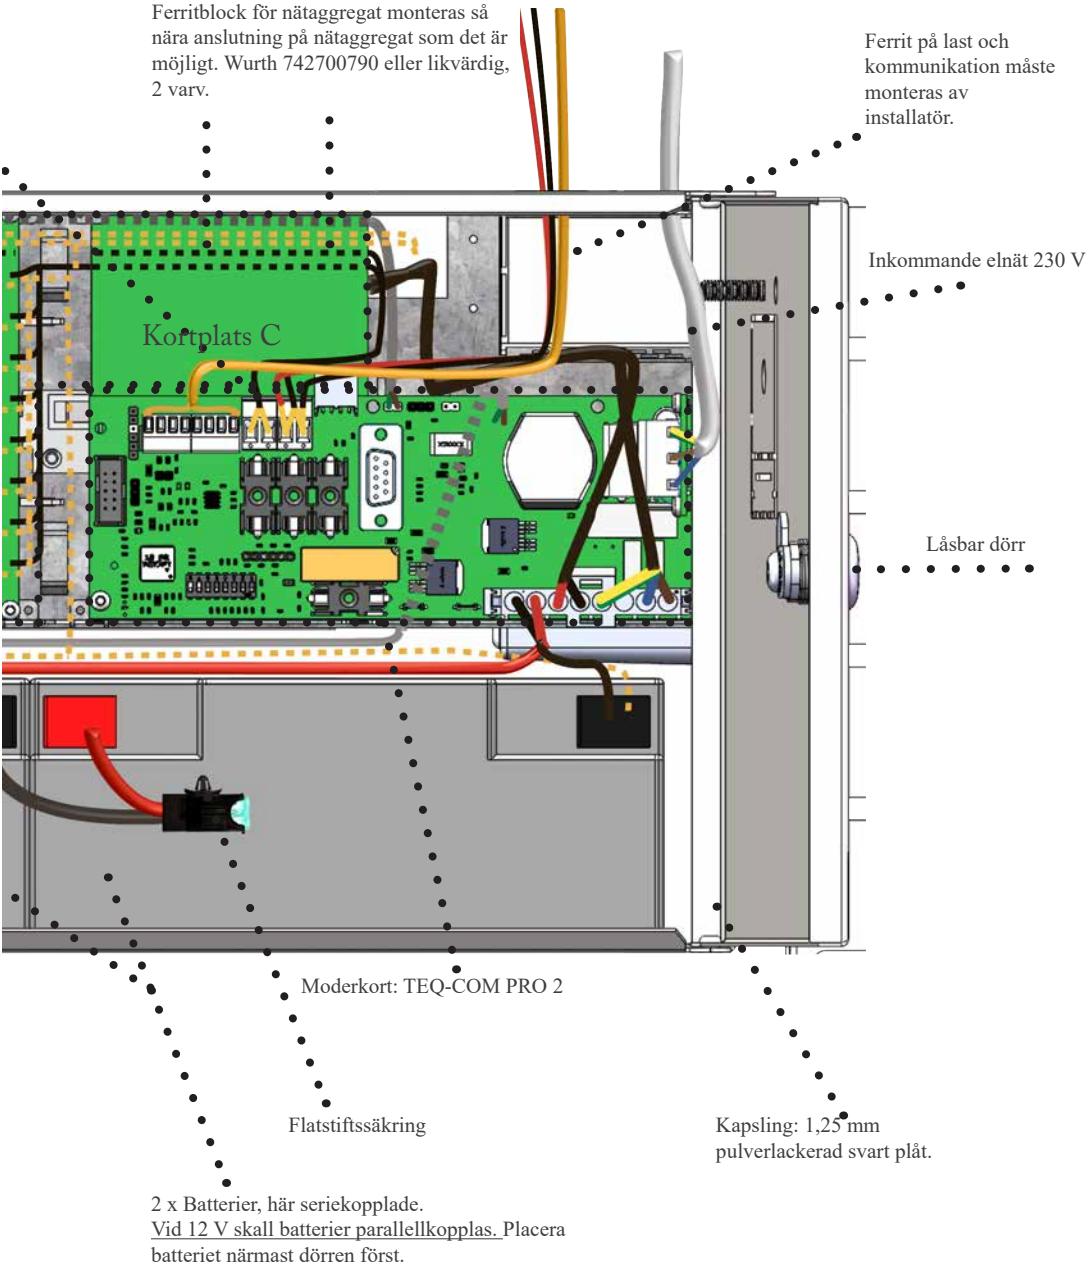 Ferritblock för nätaggregat monteras så
nära anslutning på nätaggregat som det är
möjligt. Wurth 742700790 eller likvärdig,
2 varv.
Ferrit på last och
kommunikation måste
monteras av
installatör.
Inkommande elnät 230 V
Kortplats C
Låsbar dörr
Moderkort: TEQ-COM PRO 2
Flatstiftssäkring
Kapsling: 1,25 mm
pulverlackerad svart plåt.
2 x Batterier, här seriekopplade.
Vid 12 V skall batterier parallellkopplas. Placera
batteriet närmast dörren först.